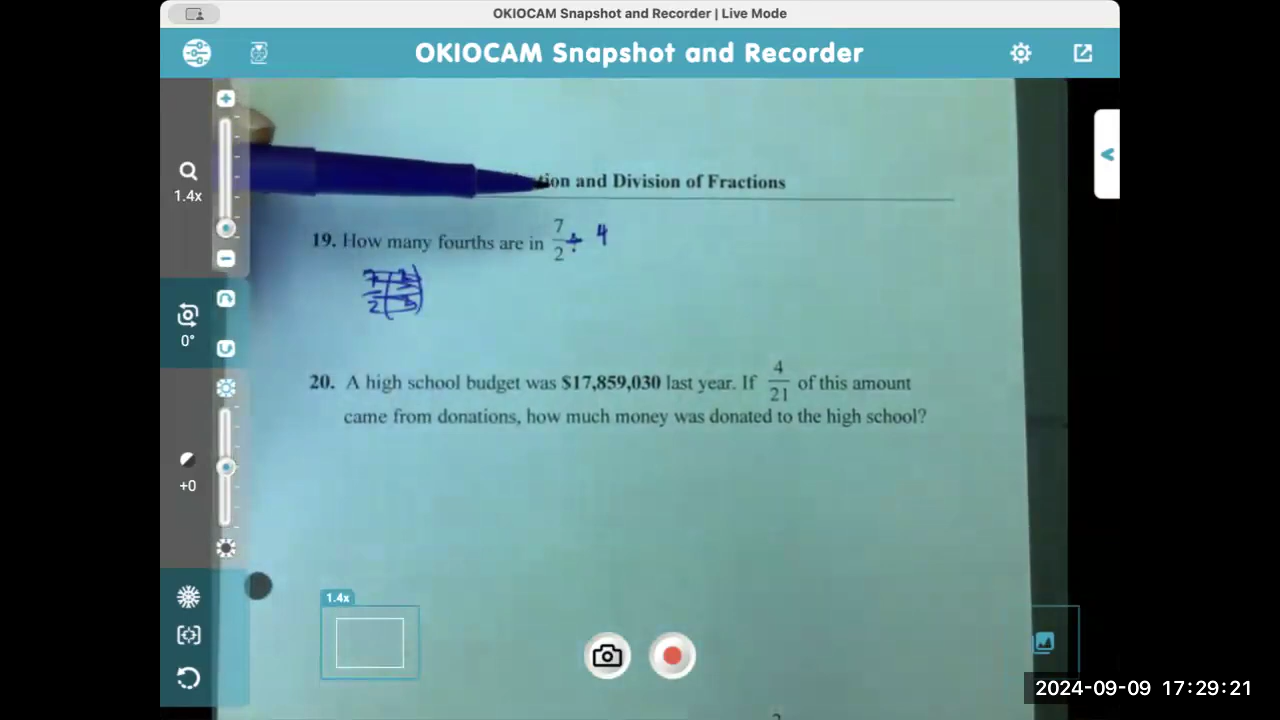 OKIOCAM Snapshot and Recorder | Live Mode
OKIOCAM Snapshot and Recorder
1.4x
0°
+0
tion and Division of Fractions
19. How many fourths are in 7/2 ÷ 4
7
2
20. A high school budget was $17,859,030 last year. If 4/21 of this amount
came from donations, how much money was donated to the high school?
1.4x
2024-09-09 17:29:21